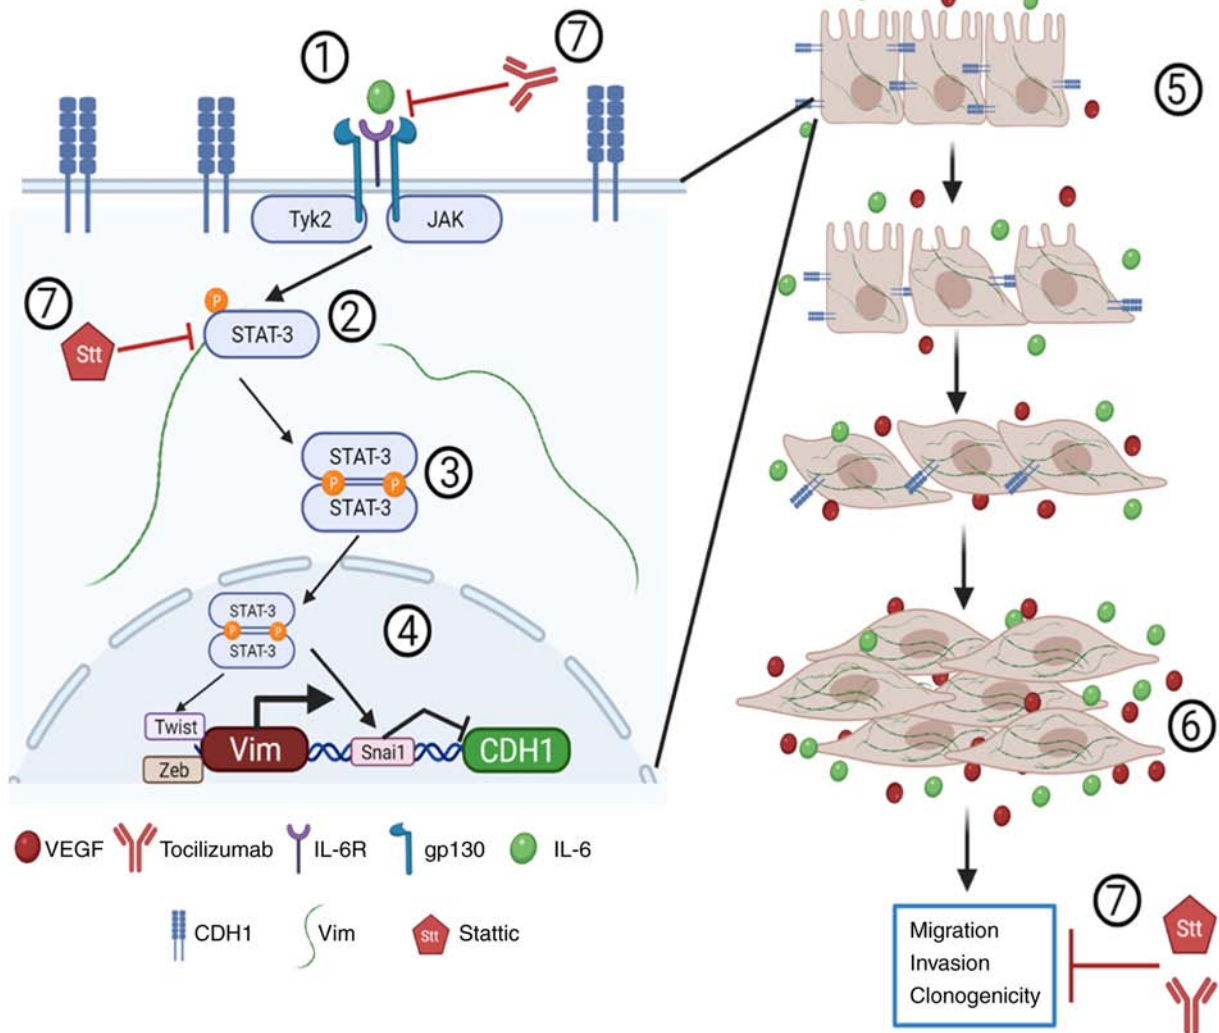 1
7
5
Tyk2
JAK
7
P
Stt
STAT-3
2
STAT-3
P
P
STAT-3
3
STAT-3
P
P
STAT-3
4
Twist
Zeb
Vim
Snai1
CDH1
6
VEGF
Tocilizumab
IL-6R
gp130
IL-6
CDH1
Vim
Stt
Stattic
Migration
Invasion
Clonogenicity
7
Stt